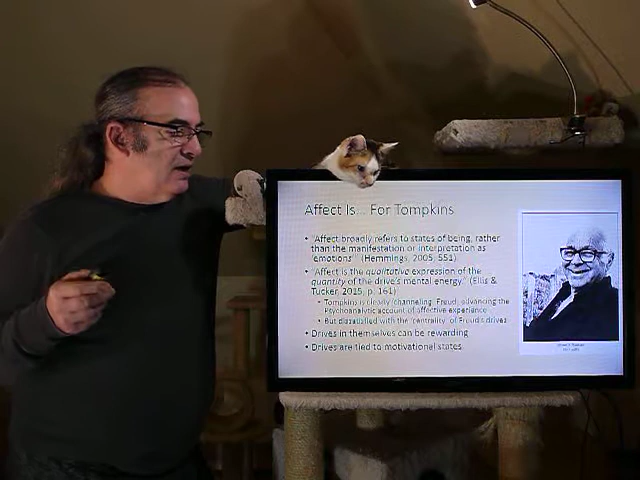 Affect Is... For Tompkins
• "Affect broadly refers to states of being, rather
than the manifestation or interpretation as
'emotions'" (Hemmings, 2005, 551)
• "Affect is the qualitative expression of the
quantity of the drive's mental energy." (Ellis &
Tucker, 2015, p. 161)
• Tompkins is clearly channeling Freud, advancing the
Psychoanalytic account of affective experience
• But dissatisfied with the "centrality" of Freud's drives
• Drives in themselves can be rewarding
• Drives are tied to motivational states